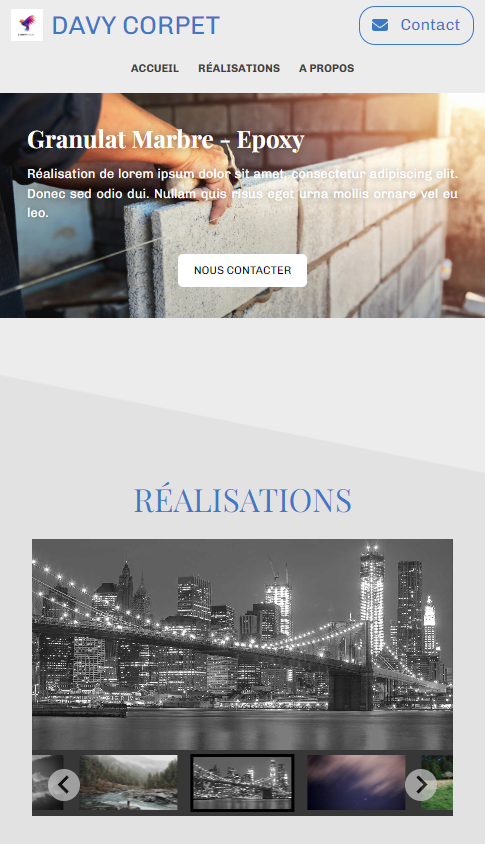 DAVY CORPET
Contact
ACCUEIL RÉALISATIONS A PROPOS
Granulat Marbre - Epoxy
Réalisation de lorem ipsum dolor sit amet, consectetur adipiscing elit.
Donec sed odio dui. Nullam quis risus eget urna mollis ornare vel eu
leo.
NOUS CONTACTER
RÉALISATIONS